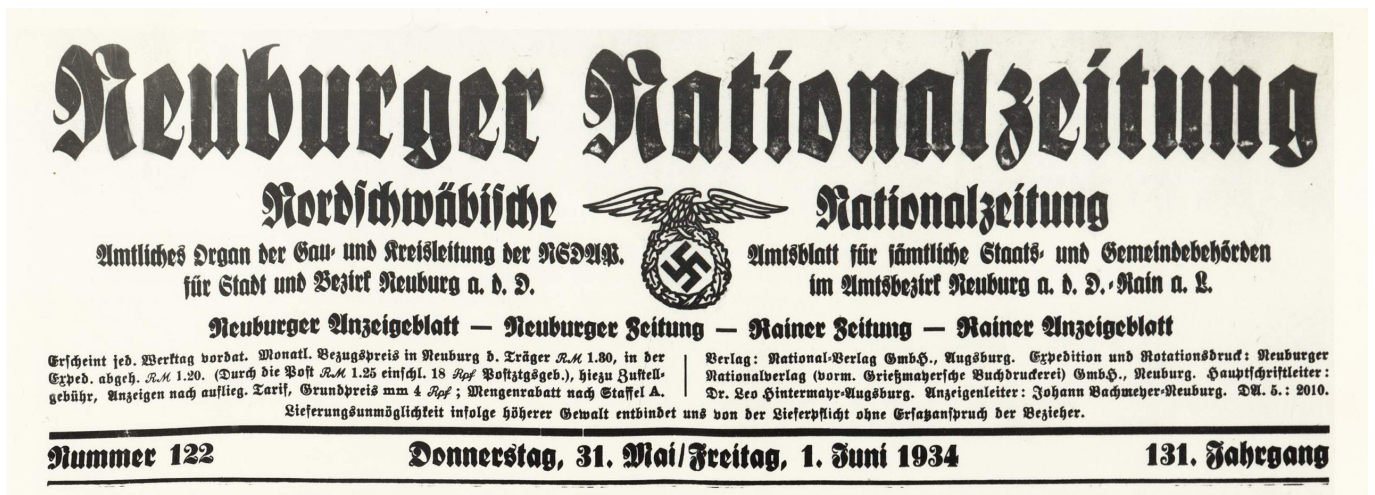 Neuburger Nationalzeitung
Nordschwäbische Nationalzeitung
Amtliches Organ der Gau- und Kreisleitung der NSDAP.
für Stadt und Bezirk Neuburg a. d. D.
Amtsblatt für sämtliche Staats- und Gemeindebehörden
im Amtsbezirk Neuburg a. d. D.-Rain a. L.
Neuburger Anzeigeblatt — Neuburger Zeitung — Rainer Zeitung — Rainer Anzeigeblatt
Erscheint jed. Werktag vordat. Monatl. Bezugspreis in Neuburg d. Träger RM 1.30, in der
Exped. abgeh. RM 1.20. (Durch die Post RM 1.25 einschl. 18 Rpf Postztgsgeb.), hiezu Zustell-
gebühr, Anzeigen nach auflieg. Tarif, Grundpreis mm 4 Rpf; Mengenrabatt nach Staffel A.
Verlag: National-Verlag GmbH., Augsburg. Expedition und Rotationsdruck: Neuburger
Nationalverlag (vorm. Grießmayersche Buchdruckerei) GmbH., Neuburg. Hauptschriftleiter:
Dr. Leo Hintermayr-Augsburg. Anzeigenleiter: Johann Bachmeyer-Neuburg. DA. 5.: 2010.
Lieferungsunmöglichkeit infolge höherer Gewalt entbindet uns von der Lieferpflicht ohne Ersatzanspruch der Bezieher.
Nummer 122 Donnerstag, 31. Mai/Freitag, 1. Juni 1934 131. Jahrgang